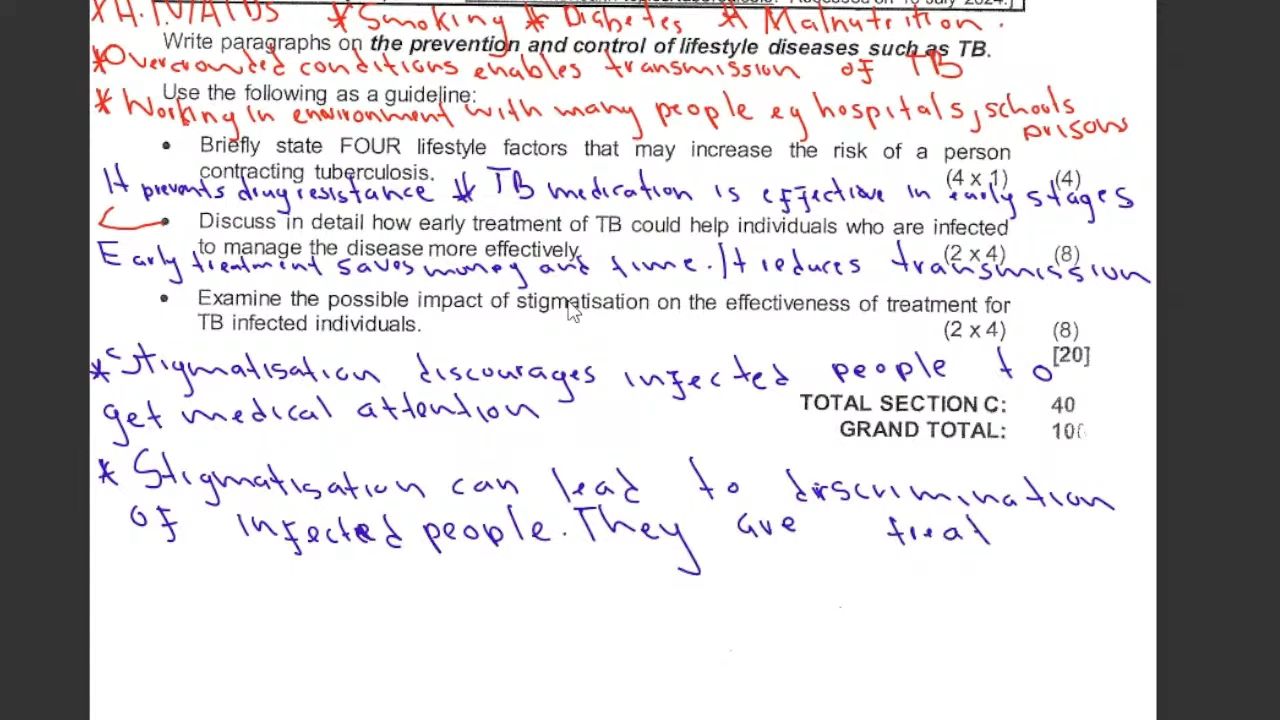 * H.I.V/AIDS * Smoking * Diabetes * Malnutrition.
Write paragraphs on the prevention and control of lifestyle diseases such as TB.
*Overcrowded conditions enables transmission of TB
Use the following as a guideline:
* Working in environment with many people eg hospitals, schools
prisons
• Briefly state FOUR lifestyle factors that may increase the risk of a person
contracting tuberculosis. (4 x 1) (4)
It prevents drug resistance * TB medication is effective in early stages
• Discuss in detail how early treatment of TB could help individuals who are infected
to manage the disease more effectively. (2 x 4) (8)
Early treatment saves money and time. It reduces transmission
• Examine the possible impact of stigmatisation on the effectiveness of treatment for
TB infected individuals. (2 x 4) (8)
[20]
* Stigmatisation discourages infected people to
get medical attention
TOTAL SECTION C: 40
GRAND TOTAL: 10
* Stigmatisation can lead to discrimination
of infected people. They are treat